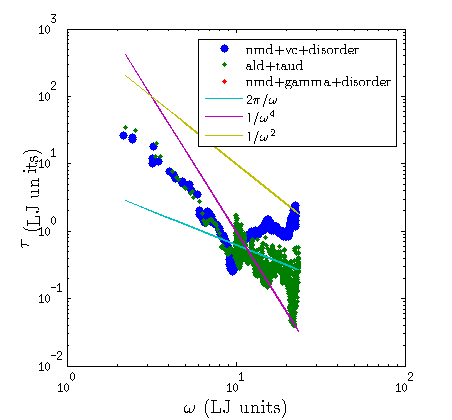 10^3
nmd+vc+disorder
ald+taud
nmd+gamma+disorder
2π/ω
1/ω^4
1/ω^2
10^2
10^1
10^0
10^-1
10^-2
τ (LJ units)
10^0
10^1
10^2
ω (LJ units)